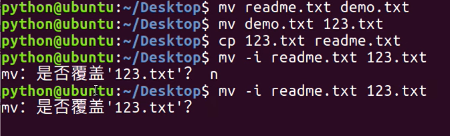 python@ubuntu:~/Desktop$ mv readme.txt demo.txt
python@ubuntu:~/Desktop$ mv demo.txt 123.txt
python@ubuntu:~/Desktop$ cp 123.txt readme.txt
python@ubuntu:~/Desktop$ mv -i readme.txt 123.txt
mv：是否覆盖'123.txt'？ n
python@ubuntu:~/Desktop$ mv -i readme.txt 123.txt
mv：是否覆盖'123.txt'？